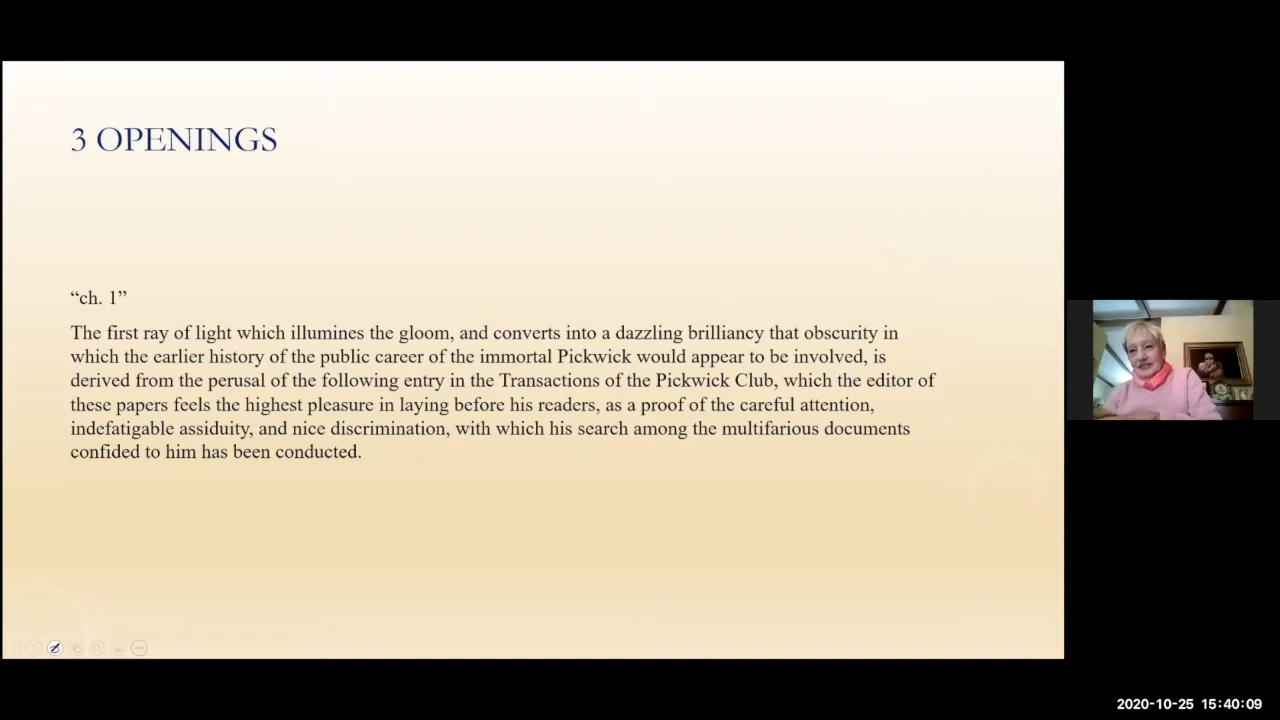 3 OPENINGS
“ch. 1”
The first ray of light which illumines the gloom, and converts into a dazzling brilliancy that obscurity in
which the earlier history of the public career of the immortal Pickwick would appear to be involved, is
derived from the perusal of the following entry in the Transactions of the Pickwick Club, which the editor of
these papers feels the highest pleasure in laying before his readers, as a proof of the careful attention,
indefatigable assiduity, and nice discrimination, with which his search among the multifarious documents
confided to him has been conducted.
2020-10-25 15:40:09